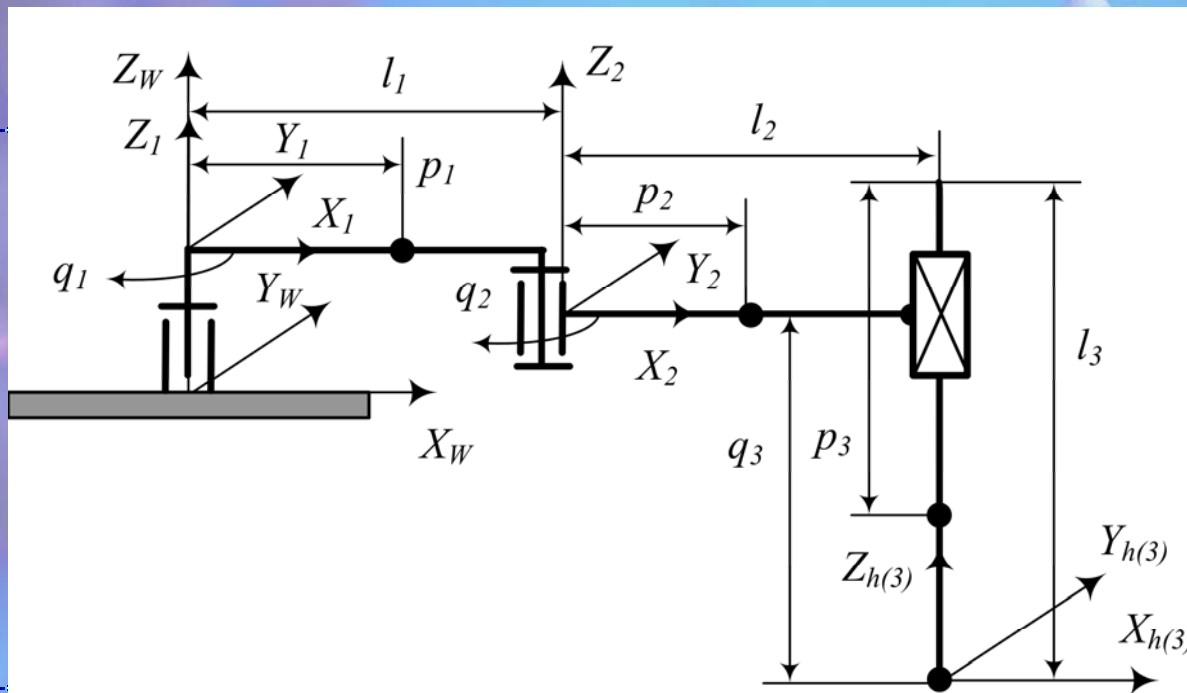 Z_W
l_1
Z_2
Z_1
Y_1
p_1
l_2
X_1
p_2
q_1
Y_W
q_2
Y_2
X_2
l_3
X_W
q_3
p_3
Z_h(3)
Y_h(3)
X_h(3)